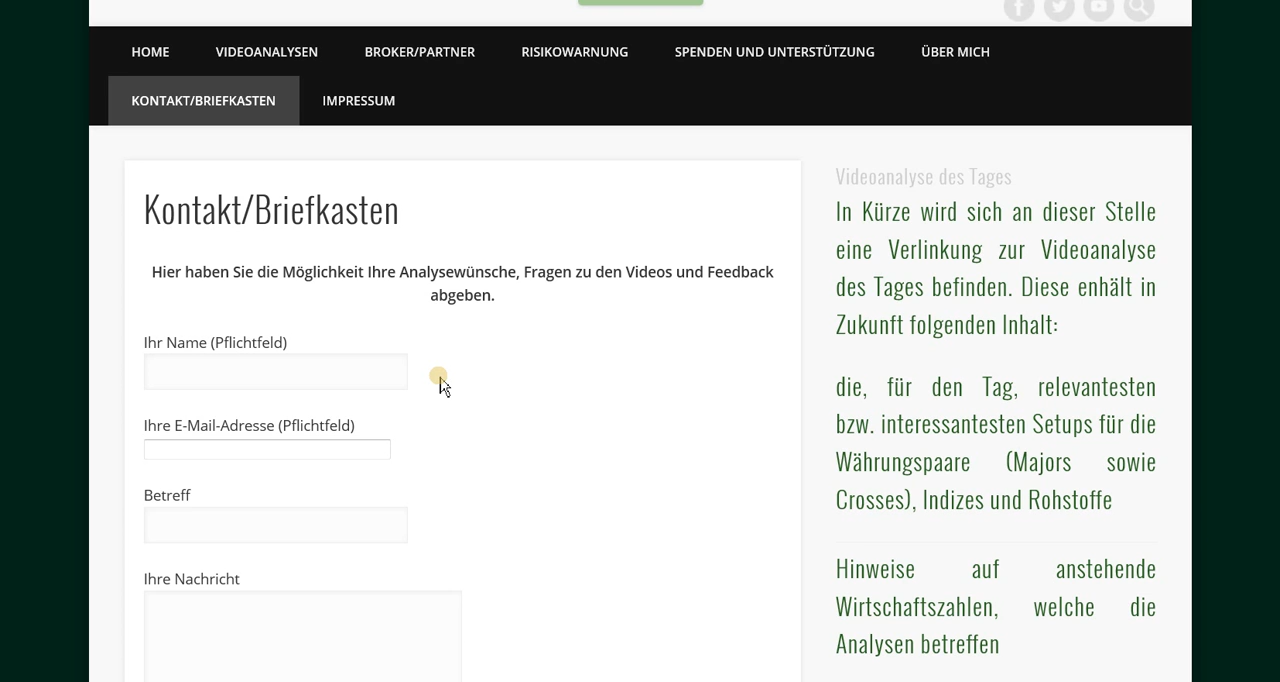 HOME VIDEOANALYSEN BROKER/PARTNER RISIKOWARNUNG SPENDEN UND UNTERSTÜTZUNG ÜBER MICH
KONTAKT/BRIEFKASTEN IMPRESSUM
Kontakt/Briefkasten
Hier haben Sie die Möglichkeit Ihre Analysewünsche, Fragen zu den Videos und Feedback
abgeben.
Ihr Name (Pflichtfeld)
Ihre E-Mail-Adresse (Pflichtfeld)
Betreff
Ihre Nachricht
Videoanalyse des Tages
In Kürze wird sich an dieser Stelle
eine Verlinkung zur Videoanalyse
des Tages befinden. Diese enhält in
Zukunft folgenden Inhalt:
die, für den Tag, relevantesten
bzw. interessantesten Setups für die
Währungspaare (Majors sowie
Crosses), Indizes und Rohstoffe
Hinweise auf anstehende
Wirtschaftszahlen, welche die
Analysen betreffen